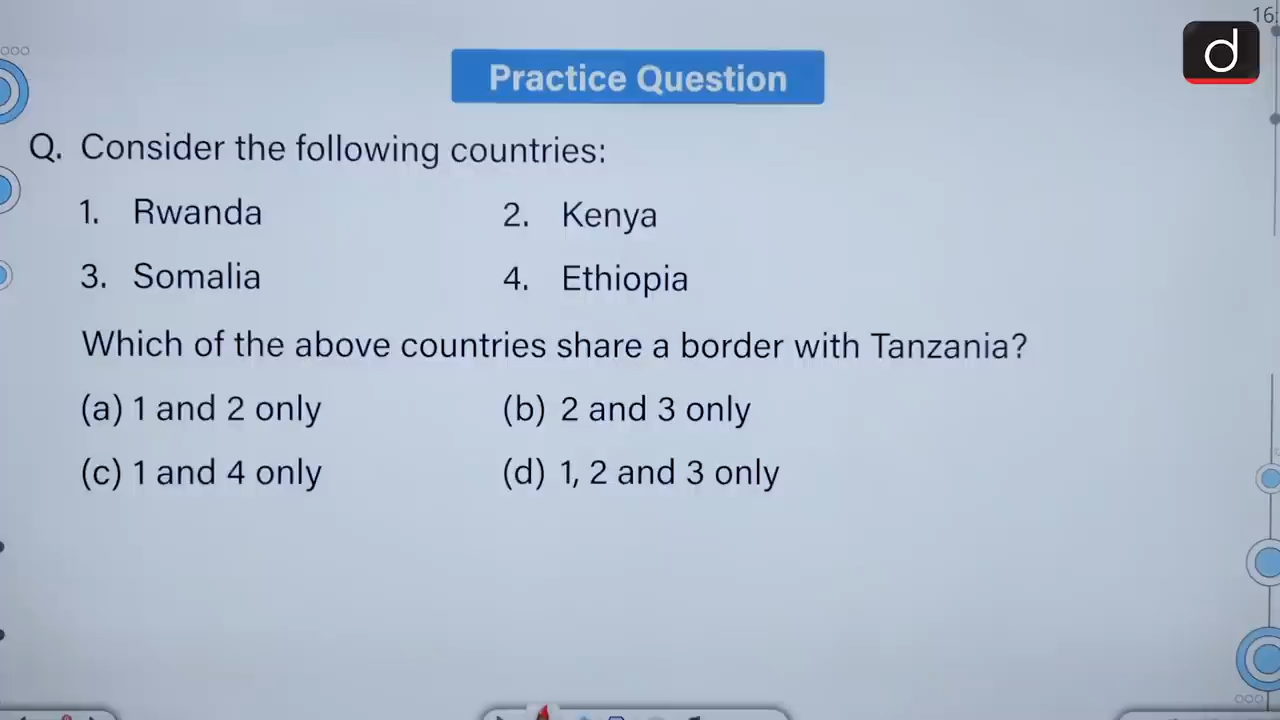 16
Practice Question
Q. Consider the following countries:
1. Rwanda 2. Kenya
3. Somalia 4. Ethiopia
Which of the above countries share a border with Tanzania?
(a) 1 and 2 only (b) 2 and 3 only
(c) 1 and 4 only (d) 1, 2 and 3 only